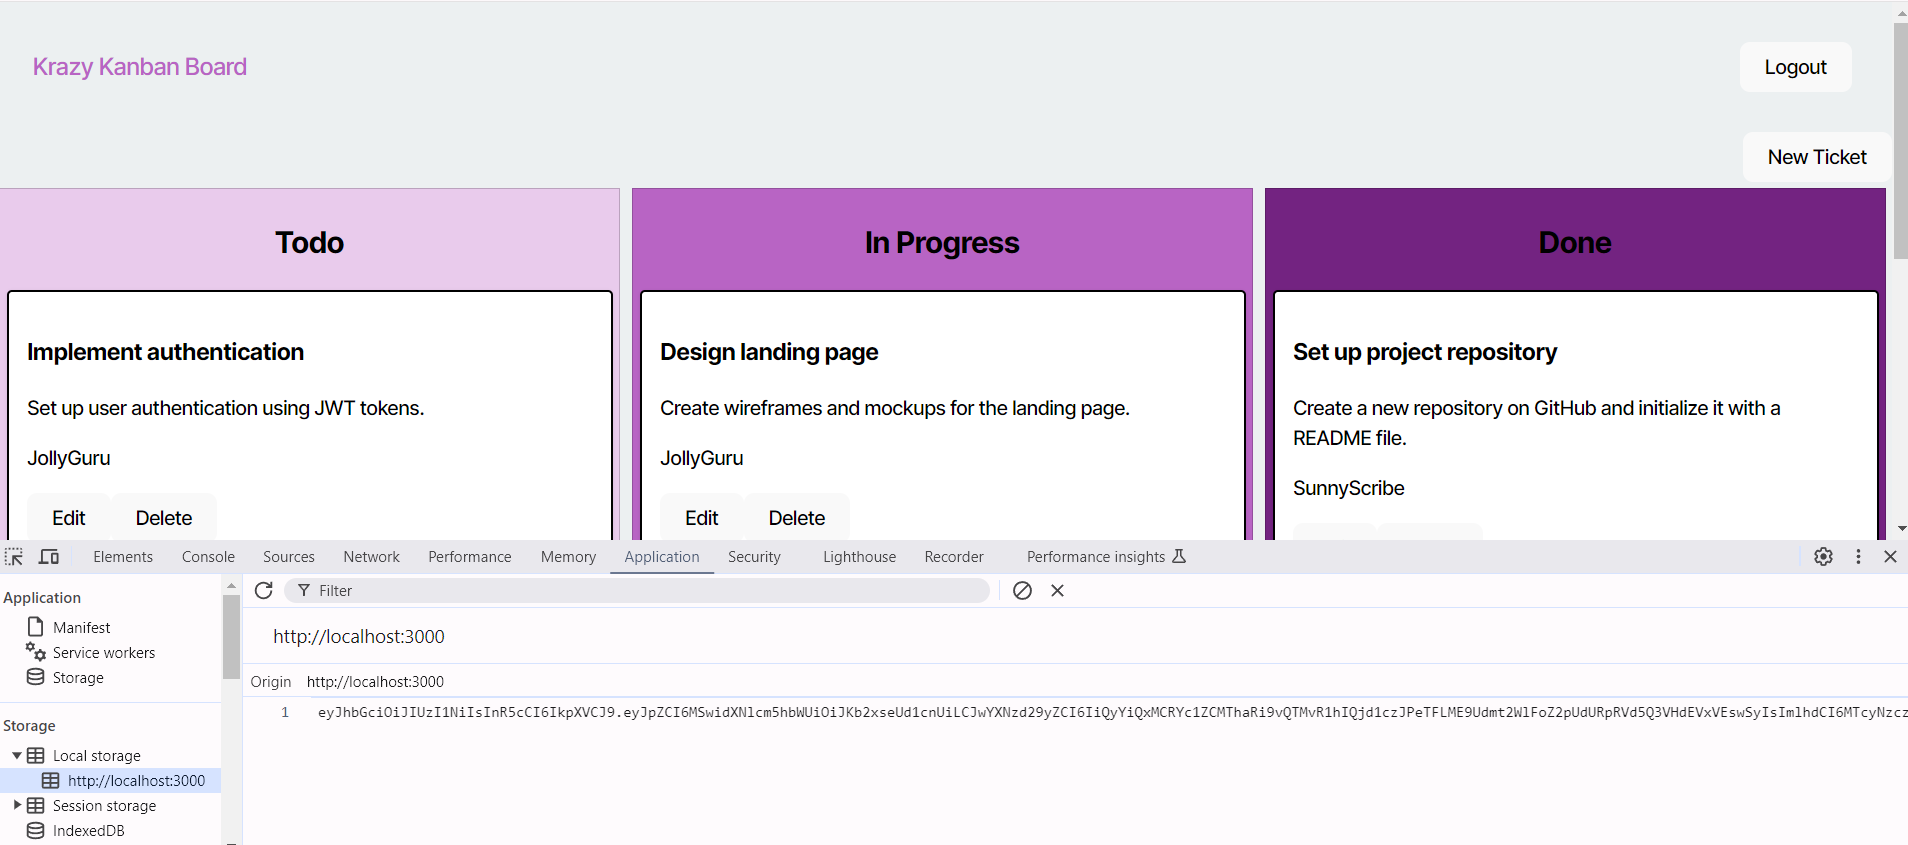 Krazy Kanban Board
Logout
New Ticket
Todo
Implement authentication
Set up user authentication using JWT tokens.
JollyGuru
Edit Delete
In Progress
Design landing page
Create wireframes and mockups for the landing page.
JollyGuru
Edit Delete
Done
Set up project repository
Create a new repository on GitHub and initialize it with a
README file.
SunnyScribe
Elements Console Sources Network Performance Memory Application Security Lighthouse Recorder Performance insights
Application
Manifest
Service workers
Storage
Storage
Local storage
http://localhost:3000
Session storage
IndexedDB
Filter
http://localhost:3000
Origin http://localhost:3000
1 eyJhbGciOiJIUzI1NiIsInR5cCI6IkpXVCJ9.eyJpZCI6MSwidXNlcm5hbWUiOiJKb2xseUd1cnUiLCJwYXNzd29yZCI6IiQyYiQxMCRYc1ZCMThaRi9vQTMvR1hIQjd1czJPeTFLME9Udmt2WlFoZ2pUdURpRVd5Q3VHdEVxVEswSyIsImlhdCI6MTcyNzcz